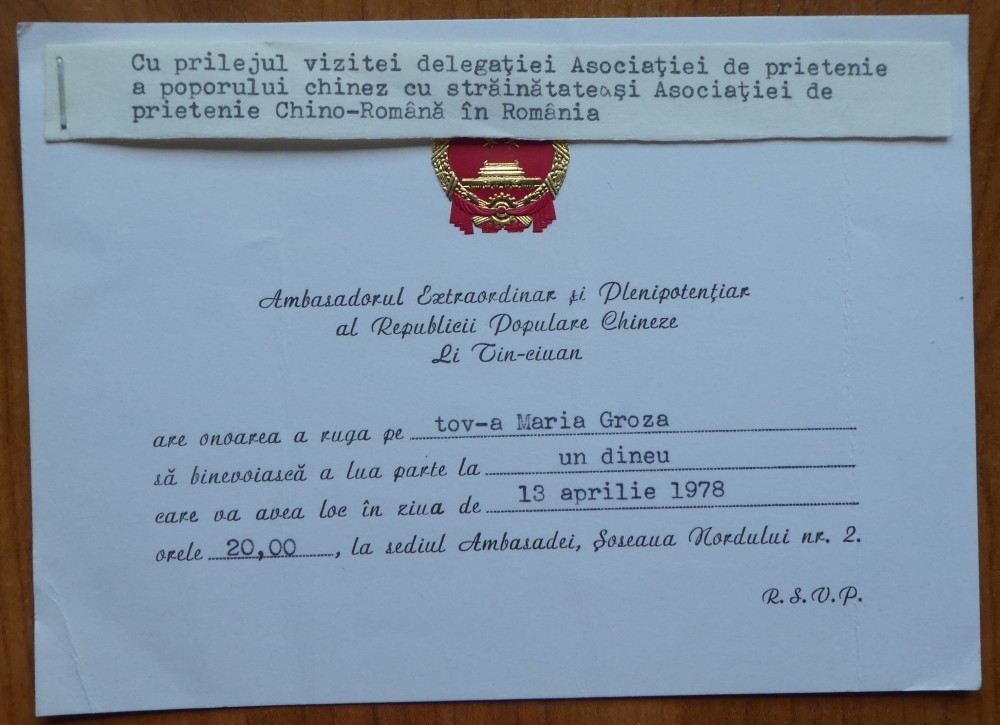 Cu prilejul vizitei delegaţiei Asociaţiei de prietenie
a poporului chinez cu străinătateaşi Asociaţiei de
prietenie Chino-Română în România
Ambasadorul Extraordinar şi Plenipotenţiar
al Republicii Populare Chineze
Li Tin-ciuan
are onoarea a ruga pe tov-a Maria Groza
să binevoiască a lua parte la un dineu
care va avea loc în ziua de 13 aprilie 1978
orele 20,00, la sediul Ambasadei, Şoseaua Nordului nr. 2.
R. S. V. P.